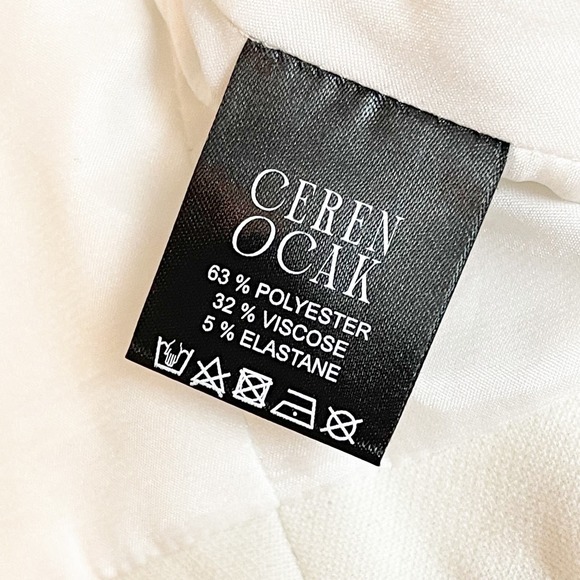 CEREN
OCAK
63 % POLYESTER
32 % VISCOSE
5 % ELASTANE